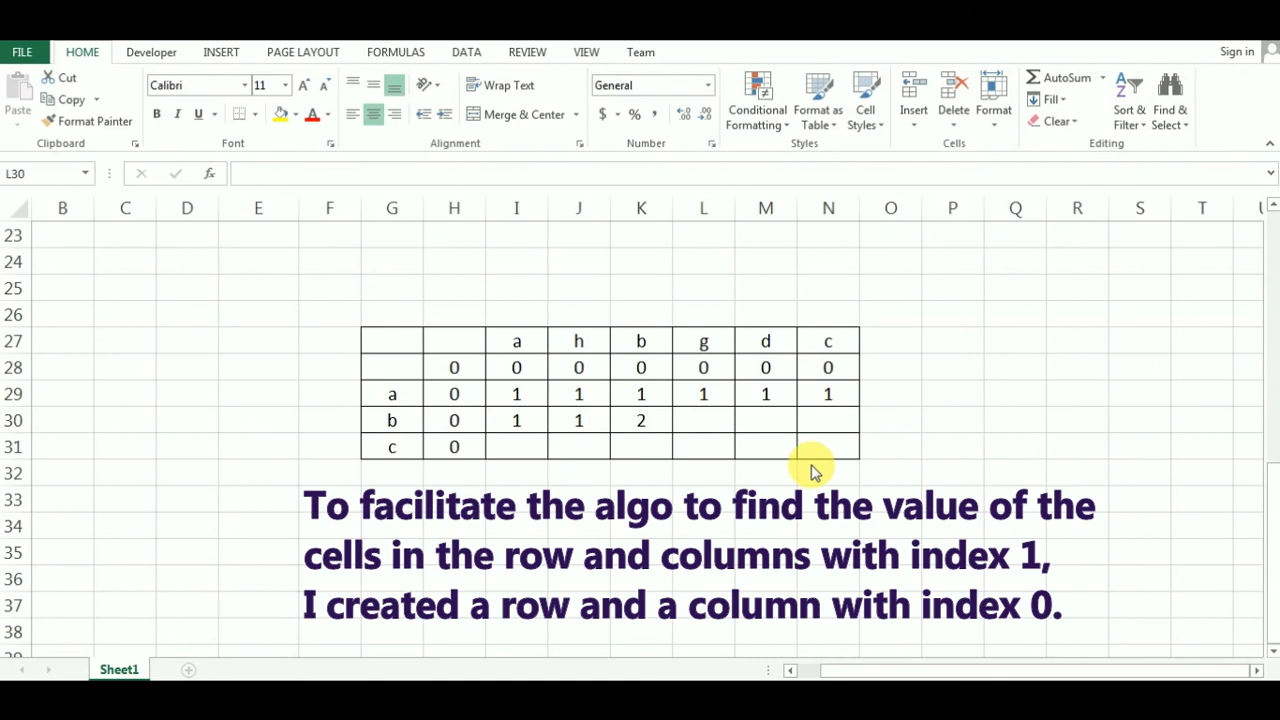 FILE HOME Developer INSERT PAGE LAYOUT FORMULAS DATA REVIEW VIEW Team Sign in
Cut
Copy
Format Painter
Paste
Clipboard
Calibri 11
B I U
Font
Wrap Text
Merge & Center
Alignment
General
$ % ,
Number
Conditional Formatting
Format as Table
Cell Styles
Styles
Insert Delete Format
Cells
AutoSum
Fill
Clear
Sort & Filter
Find & Select
Editing
L30 fx
B C D E F G H I J K L M N O P Q R S T
23
24
25
26
27 a h b g d c
28 0 0 0 0 0 0 0
29 a 0 1 1 1 1 1 1
30 b 0 1 1 2
31 c 0
32
33
34
35
36
37
38
To facilitate the algo to find the value of the
cells in the row and columns with index 1,
I created a row and a column with index 0.
Sheet1